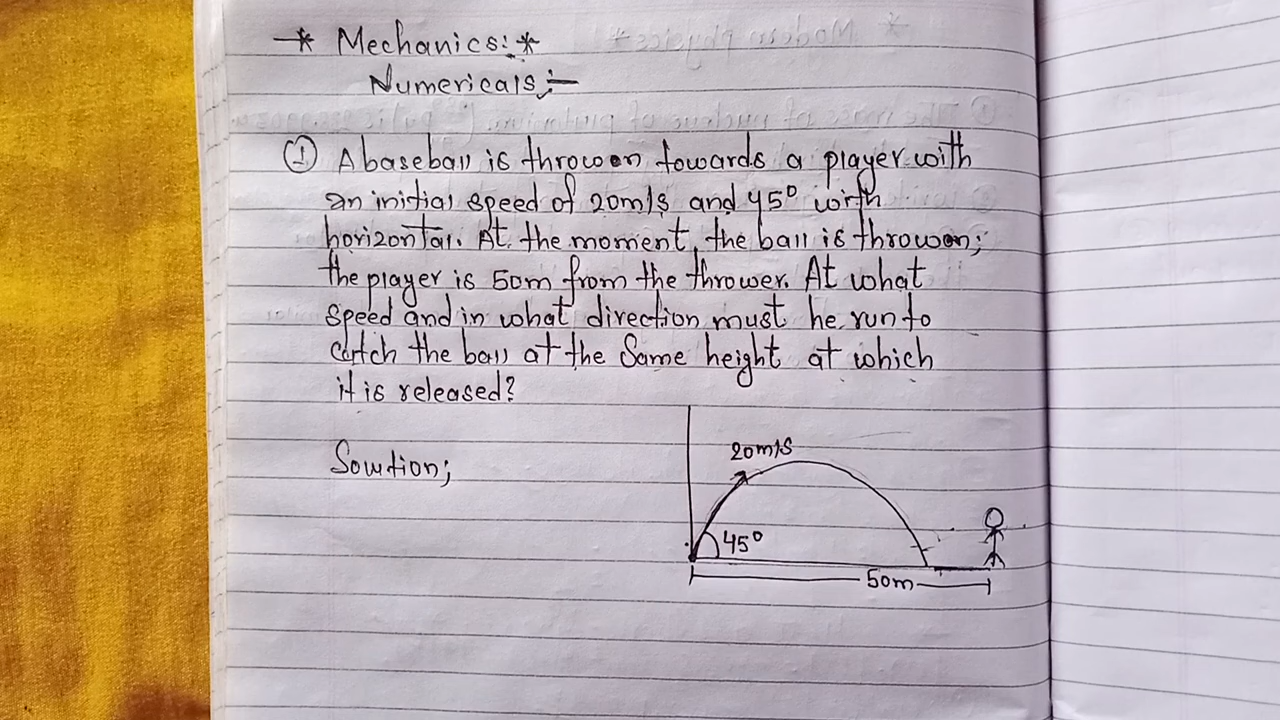 * Mechanics:*
Numericals:-
① A baseball is throwon towards a player with
an initial speed of 20m/s and 45° with
horizontal. At the moment, the ball is throwon;
the player is 50m from the thrower. At what
speed and in what direction must he run to
catch the ball at the same height at which
it is released?
Solution;
20m/s
45°
50m